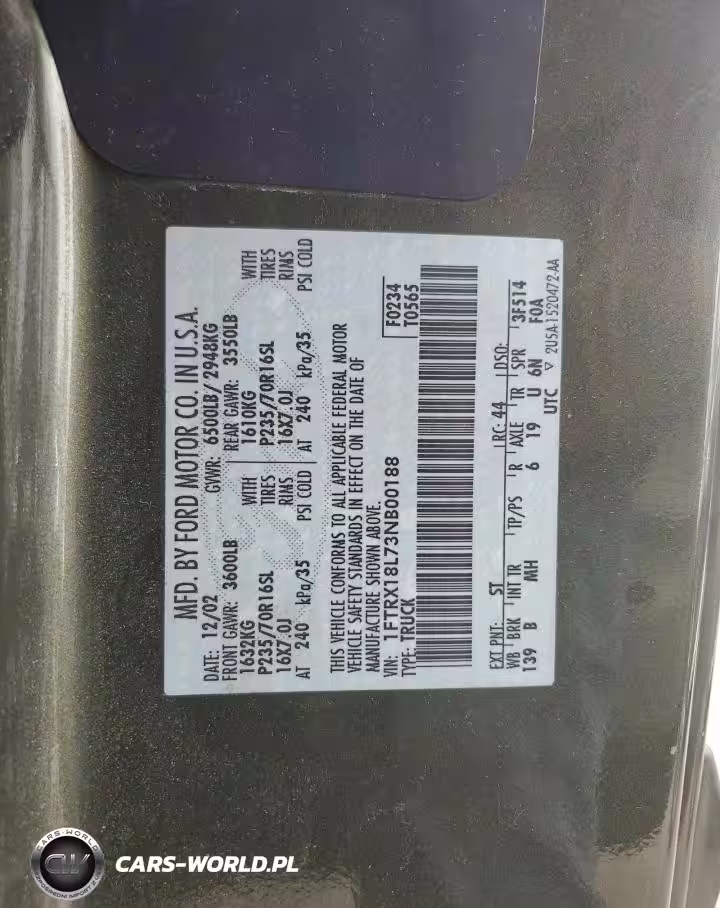 MFD. BY FORD MOTOR CO. IN U.S.A.
DATE: 12/02 GVWR: 6500LB/ 2948KG
FRONT GAWR: 3600LB REAR GAWR: 3550LB
1632KG WITH 1610KG WITH
P235/70R16SL TIRES P235/70R16SL TIRES
16X7.0J RIMS 16X7.0J RIMS
AT 240 kPa/35 PSI COLD AT 240 kPa/35 PSI COLD
THIS VEHICLE CONFORMS TO ALL APPLICABLE FEDERAL MOTOR
VEHICLE SAFETY STANDARDS IN EFFECT ON THE DATE OF
MANUFACTURE SHOWN ABOVE.
VIN: 1FTRX18L73NB00188 F0234
TYPE: TRUCK T0565
EXT PNT: ST RC: 44 DSO:
WB BRK INT TR TP/PS R AXLE TR SPR 3F514
139 B MH 6 19 U 6N F0A
UTC ▽ 2U5A-1520472-AA
CARS-WORLD
CW
CARS-WORLD.PL